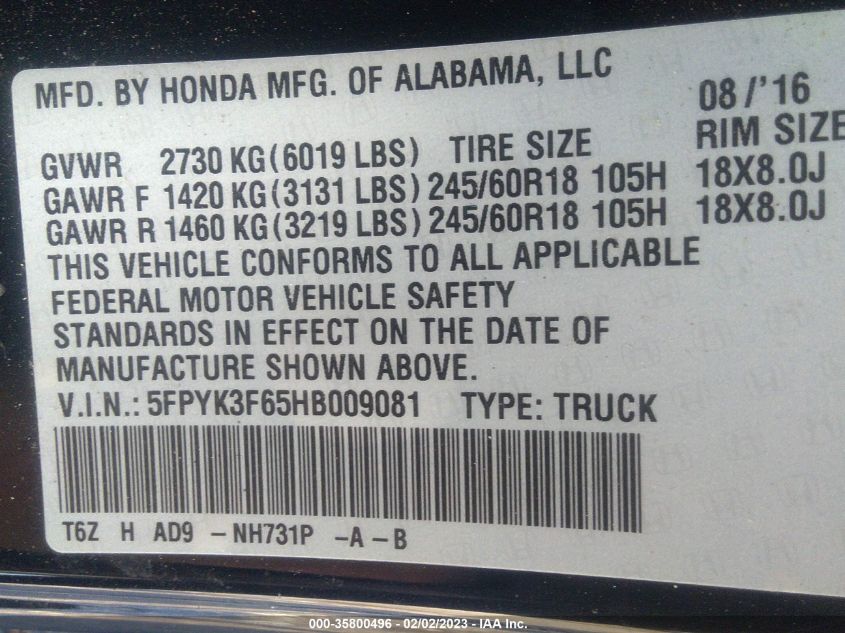 MFD. BY HONDA MFG. OF ALABAMA, LLC 08/'16
GVWR 2730 KG (6019 LBS) TIRE SIZE RIM SIZE
GAWR F 1420 KG (3131 LBS) 245/60R18 105H 18X8.0J
GAWR R 1460 KG (3219 LBS) 245/60R18 105H 18X8.0J
THIS VEHICLE CONFORMS TO ALL APPLICABLE
FEDERAL MOTOR VEHICLE SAFETY
STANDARDS IN EFFECT ON THE DATE OF
MANUFACTURE SHOWN ABOVE.
V.I.N.: 5FPYK3F65HB009081 TYPE: TRUCK
T6Z H AD9 -NH731P -A-B
000-35800496 - 02/02/2023 - IAA Inc.